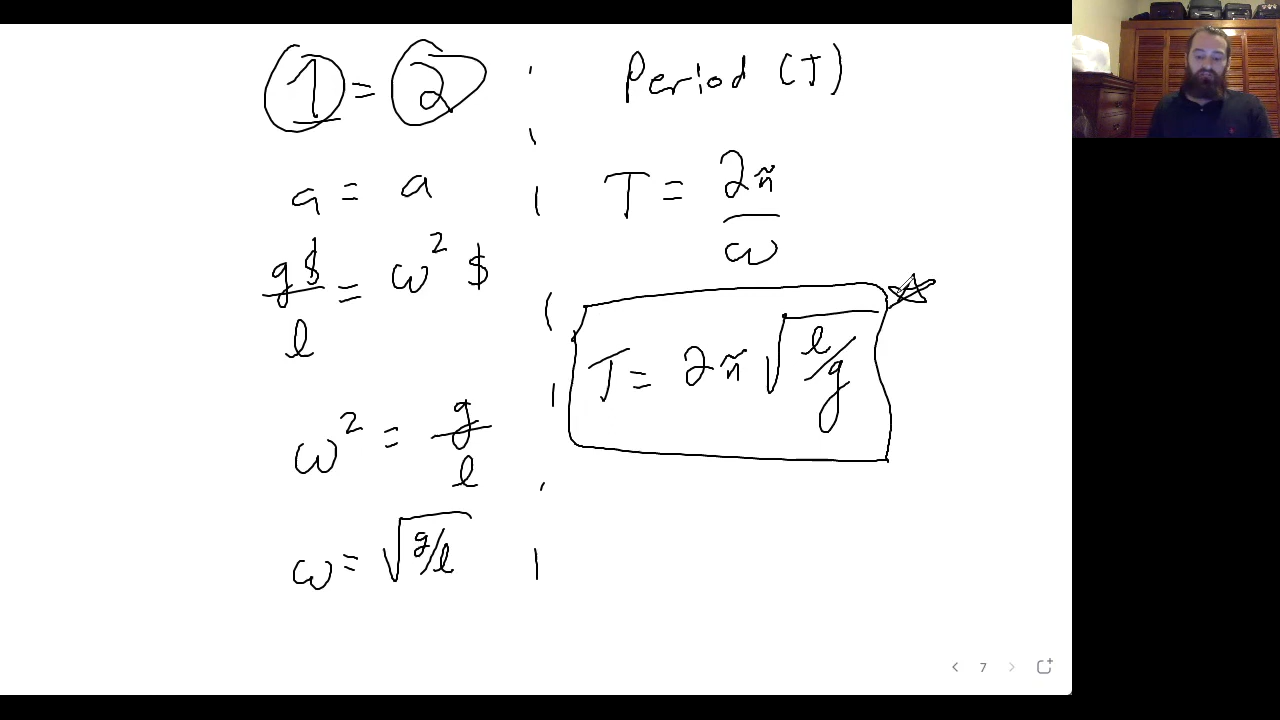 1 = 2
a = a
g$/l = ω² $
ω² = g/l
ω = √g/l
Period (T)
T = 2π/ω
T = 2π √l/g
7